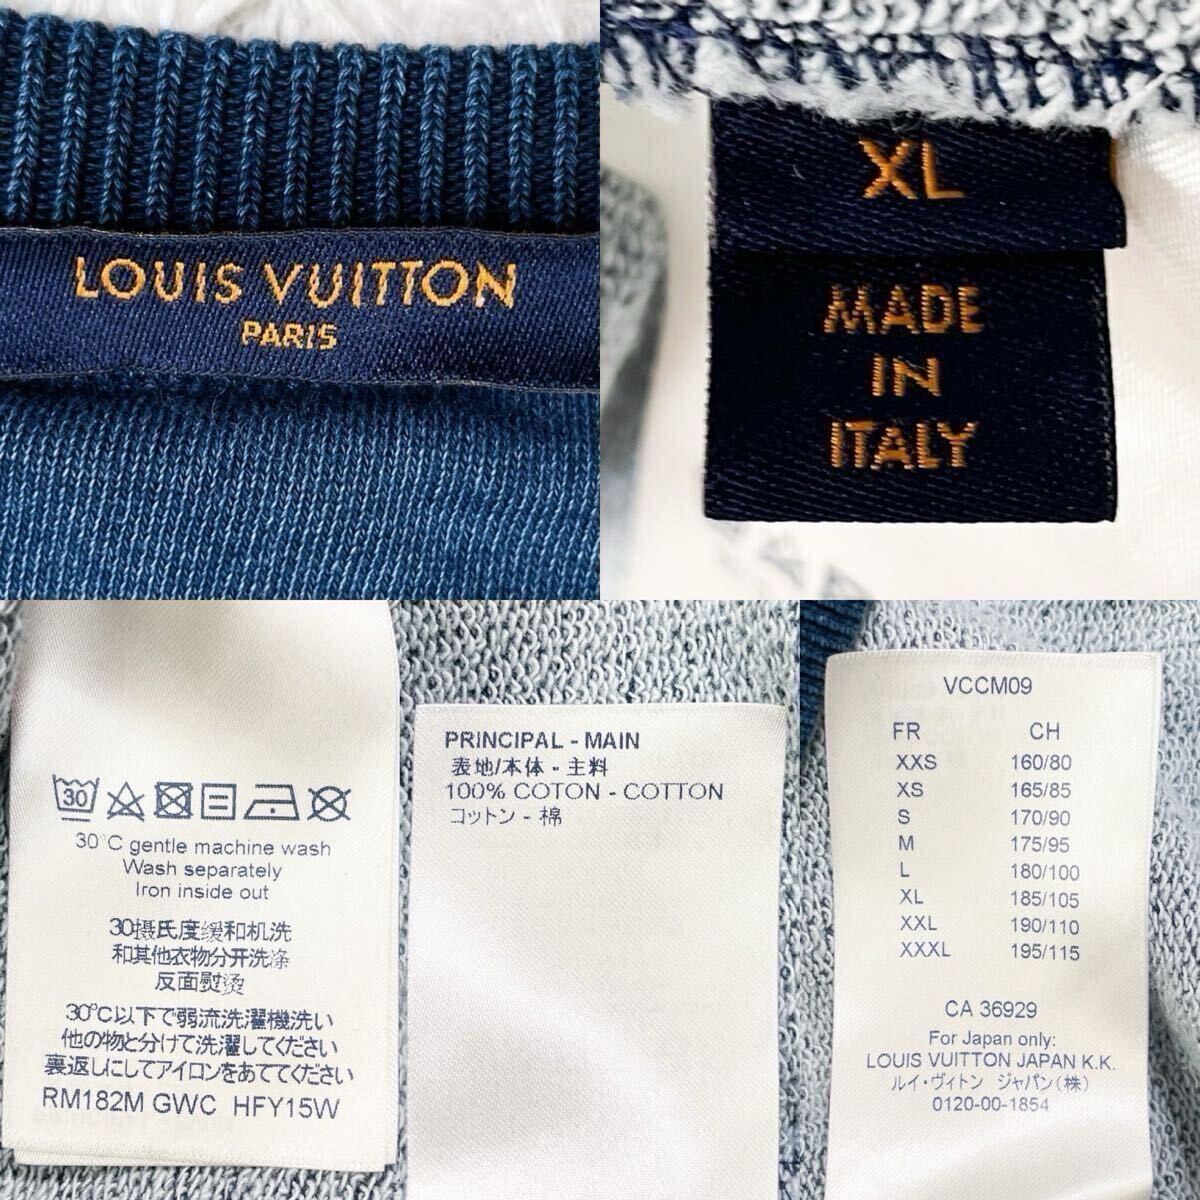 LOUIS VUITTON
PARIS
XL
MADE
IN
ITALY
30
30°C gentle machine wash
Wash separately
Iron inside out
30摄氏度缓和机洗
和其他衣物分开洗涤
反面熨烫
30℃以下で弱流洗濯機洗い
他の物と分けて洗濯してください
裏返しにしてアイロンをあててください
RM182M GWC HFY15W
PRINCIPAL - MAIN
表地/本体 - 主料
100% COTON - COTTON
コットン - 棉
VCCM09
FR CH
XXS 160/80
XS 165/85
S 170/90
M 175/95
L 180/100
XL 185/105
XXL 190/110
XXXL 195/115
CA 36929
For Japan only:
LOUIS VUITTON JAPAN K.K.
ルイ・ヴィトン ジャパン(株)
0120-00-1854